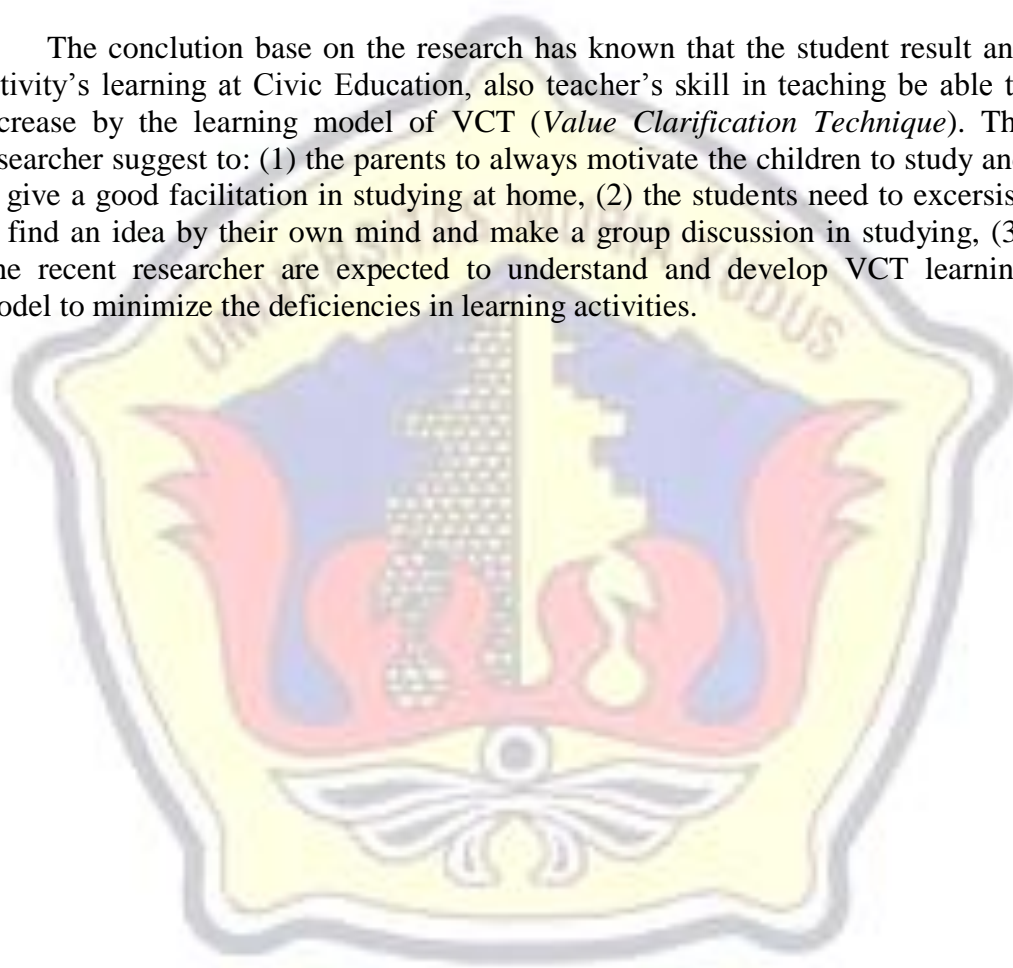 The conclution base on the research has known that the student result an
tivity's learning at Civic Education, also teacher's skill in teaching be able t
crease by the learning model of VCT (Value Clarification Technique). Th
searcher suggest to: (1) the parents to always motivate the children to study an
give a good facilitation in studying at home, (2) the students need to excersis
find an idea by their own mind and make a group discussion in studying, (3
ne recent researcher are expected to understand and develop VCT learnin
odel to minimize the deficiencies in learning activities.
UNIVERSITAS MURIA KUDUS